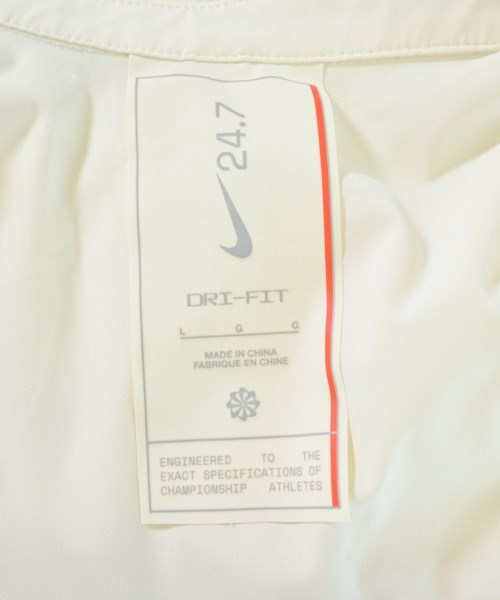 24.7
DRI-FIT
L G G
MADE IN CHINA
FABRIQUE EN CHINE
ENGINEERED TO THE
EXACT SPECIFICATIONS OF
CHAMPIONSHIP ATHLETES